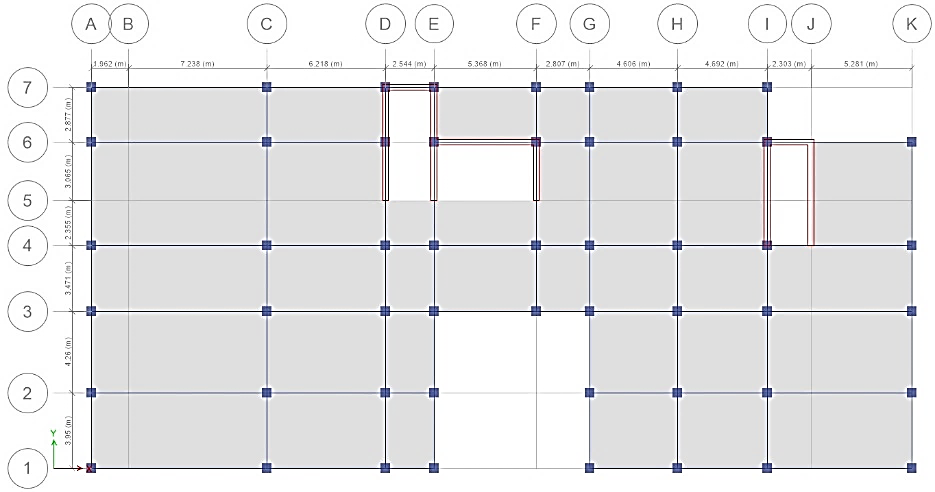 A B C D E F G H I J K
1.962 (m) 7.238 (m) 6.218 (m) 2.544 (m) 5.368 (m) 2.807 (m) 4.606 (m) 4.692 (m) 2.303 (m) 5.281 (m)
7
2.877 (m)
6
3.065 (m)
5
2.355 (m)
4
3.471 (m)
3
4.26 (m)
2
3.95 (m)
Y
1
X